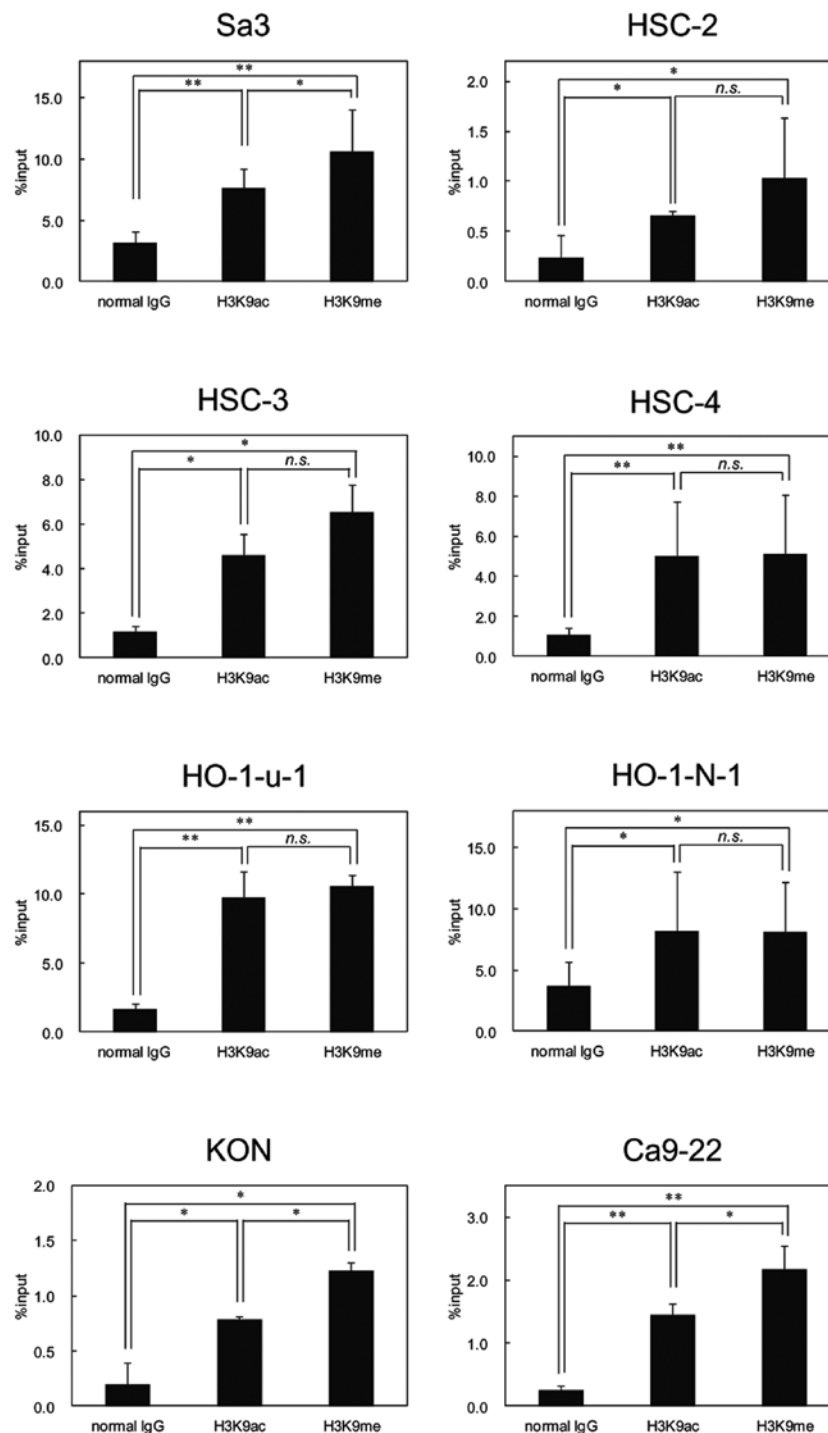 Sa3
%input
15.0
10.0
5.0
0.0
**
**
*
normal IgG
H3K9ac
H3K9me
HSC-2
%input
2.0
1.5
1.0
0.5
0.0
*
*
n.s.
normal IgG
H3K9ac
H3K9me
HSC-3
%input
10.0
8.0
6.0
4.0
2.0
0.0
*
*
n.s.
normal IgG
H3K9ac
H3K9me
HSC-4
%input
10.0
8.0
6.0
4.0
2.0
0.0
**
**
n.s.
normal IgG
H3K9ac
H3K9me
HO-1-u-1
%input
15.0
10.0
5.0
0.0
**
**
n.s.
normal IgG
H3K9ac
H3K9me
HO-1-N-1
%input
15.0
10.0
5.0
0.0
*
*
n.s.
normal IgG
H3K9ac
H3K9me
KON
%input
2.0
1.5
1.0
0.5
0.0
*
*
*
normal IgG
H3K9ac
H3K9me
Ca9-22
%input
3.0
2.0
1.0
0.0
**
**
*
normal IgG
H3K9ac
H3K9me